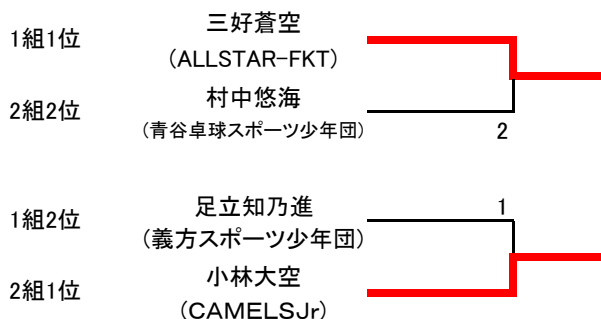 1組1位
三好蒼空
(ALLSTAR-FKT)
2組2位
村中悠海
(青谷卓球スポーツ少年団)
2
1組2位
足立知乃進
(義方スポーツ少年団)
1
2組1位
小林大空
(CAMELSJr)